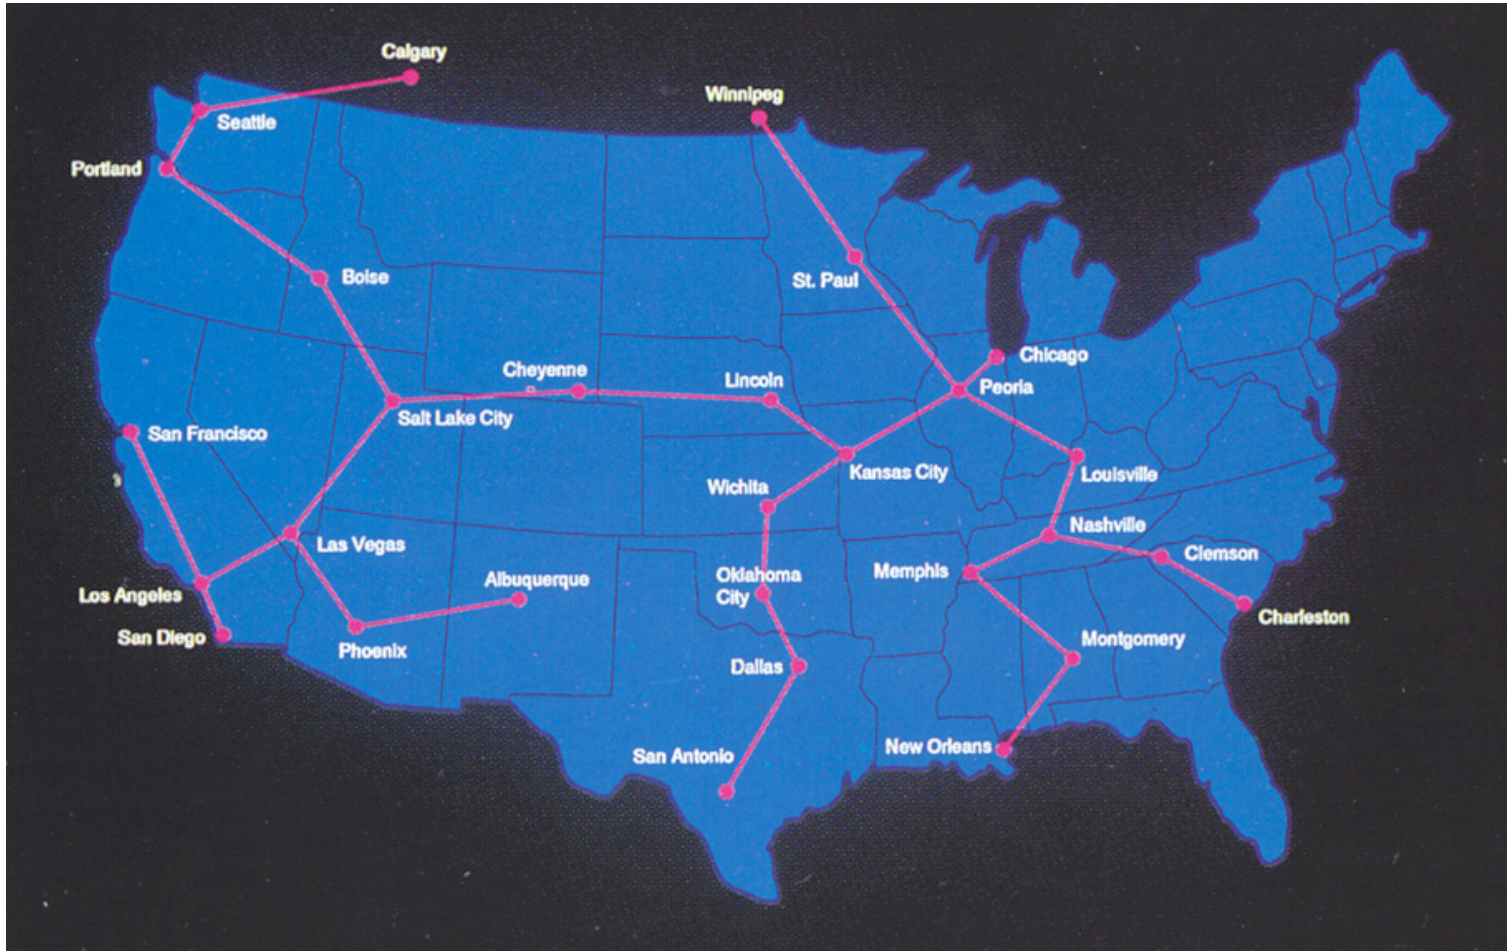 Calgary
Winnipeg
Seattle
Portland
Boise
St. Paul
Chicago
Cheyenne
Lincoln
Peoria
Salt Lake City
San Francisco
Kansas City
Louisville
Wichita
Nashville
Las Vegas
Clemson
Albuquerque
Oklahoma
City
Memphis
Los Angeles
Charleston
San Diego
Phoenix
Montgomery
Dallas
New Orleans
San Antonio